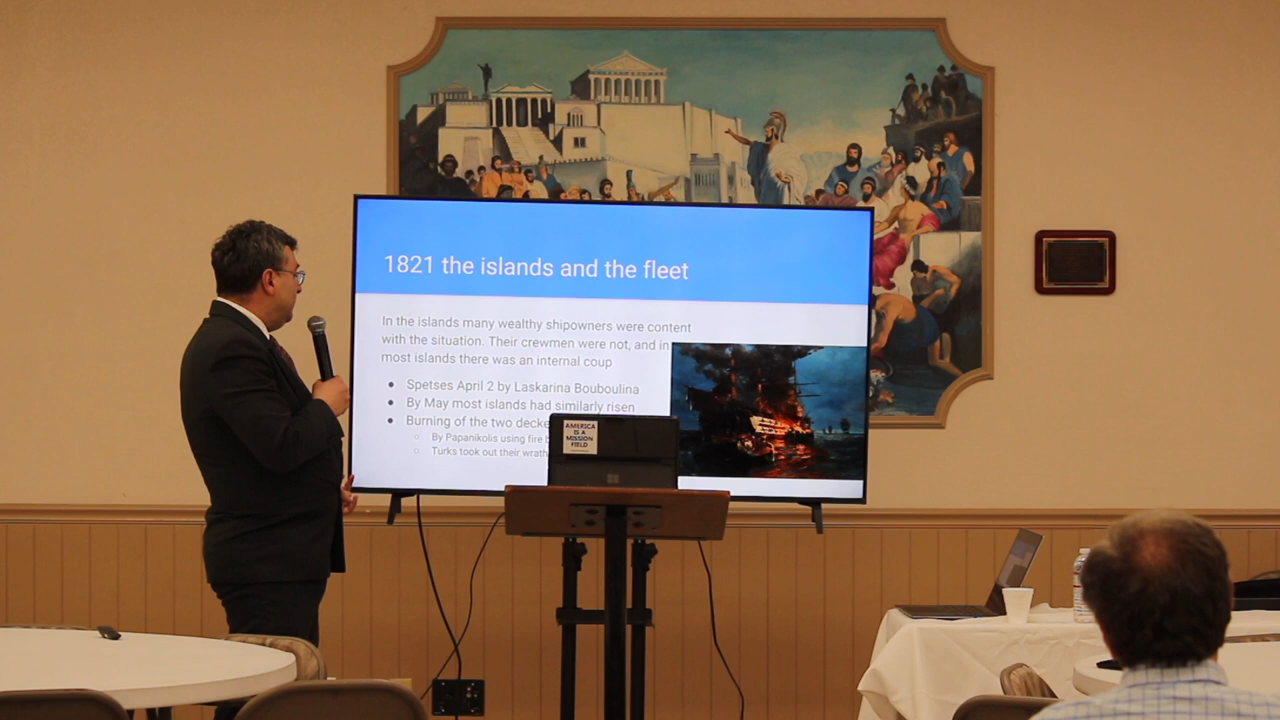 1821 the islands and the fleet
In the islands many wealthy shipowners were content
with the situation. Their crewmen were not, and in
most islands there was an internal coup
● Spetses April 2 by Laskarina Bouboulina
● By May most islands had similarly risen
● Burning of the two decke
○ By Papanikolis using fire b
○ Turks took out their wrath
AMERICA
IS A
MISSION
FIELD